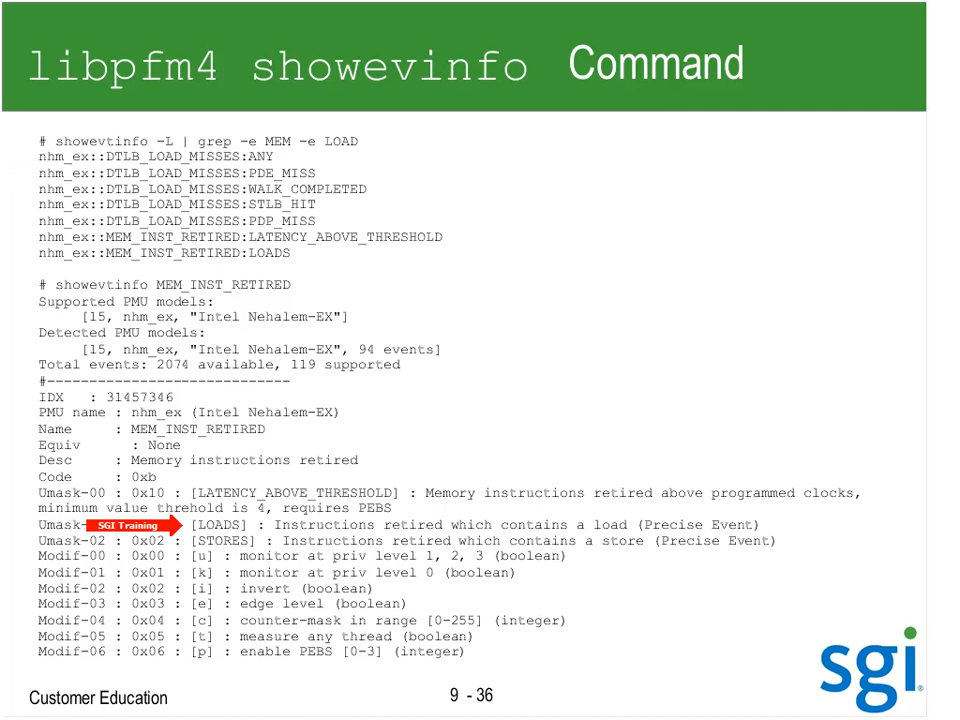 libpfm4 showevinfo Command
# showevtinfo -L | grep -e MEM -e LOAD
nhm_ex::DTLB_LOAD_MISSES:ANY
nhm_ex::DTLB_LOAD_MISSES:PDE_MISS
nhm_ex::DTLB_LOAD_MISSES:WALK_COMPLETED
nhm_ex::DTLB_LOAD_MISSES:STLB_HIT
nhm_ex::DTLB_LOAD_MISSES:PDP_MISS
nhm_ex::MEM_INST_RETIRED:LATENCY_ABOVE_THRESHOLD
nhm_ex::MEM_INST_RETIRED:LOADS
# showevtinfo MEM_INST_RETIRED
Supported PMU models:
[15, nhm_ex, "Intel Nehalem-EX"]
Detected PMU models:
[15, nhm_ex, "Intel Nehalem-EX", 94 events]
Total events: 2074 available, 119 supported
#-----------------------------
IDX : 31457346
PMU name : nhm_ex (Intel Nehalem-EX)
Name : MEM_INST_RETIRED
Equiv : None
Desc : Memory instructions retired
Code : 0xb
Umask-00 : 0x10 : [LATENCY_ABOVE_THRESHOLD] : Memory instructions retired above programmed clocks,
minimum value threhold is 4, requires PEBS
Umask- SGI Training [LOADS] : Instructions retired which contains a load (Precise Event)
Umask-02 : 0x02 : [STORES] : Instructions retired which contains a store (Precise Event)
Modif-00 : 0x00 : [u] : monitor at priv level 1, 2, 3 (boolean)
Modif-01 : 0x01 : [k] : monitor at priv level 0 (boolean)
Modif-02 : 0x02 : [i] : invert (boolean)
Modif-03 : 0x03 : [e] : edge level (boolean)
Modif-04 : 0x04 : [c] : counter-mask in range [0-255] (integer)
Modif-05 : 0x05 : [t] : measure any thread (boolean)
Modif-06 : 0x06 : [p] : enable PEBS [0-3] (integer)
sgi®
Customer Education
9 - 36